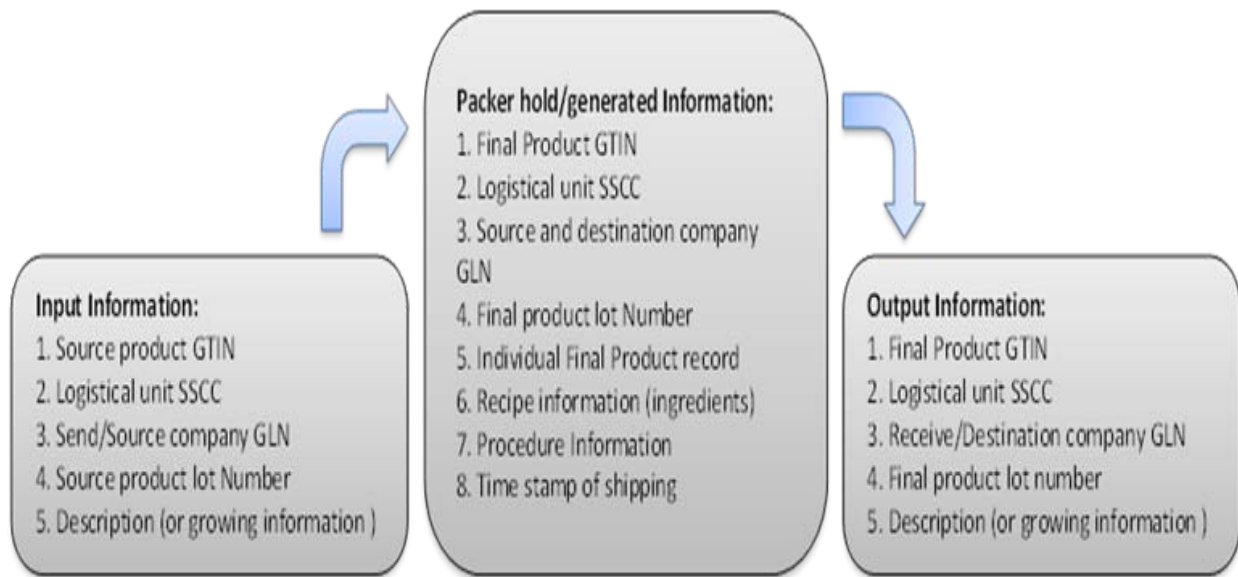 Input Information:
1. Source product GTIN
2. Logistical unit SSCC
3. Send/Source company GLN
4. Source product lot Number
5. Description (or growing information )
Packer hold/generated Information:
1. Final Product GTIN
2. Logistical unit SSCC
3. Source and destination company
GLN
4. Final product lot Number
5. Individual Final Product record
6. Recipe information (ingredients)
7. Procedure Information
8. Time stamp of shipping
Output Information:
1. Final Product GTIN
2. Logistical unit SSCC
3. Receive/Destination company GLN
4. Final product lot number
5. Description (or growing information )